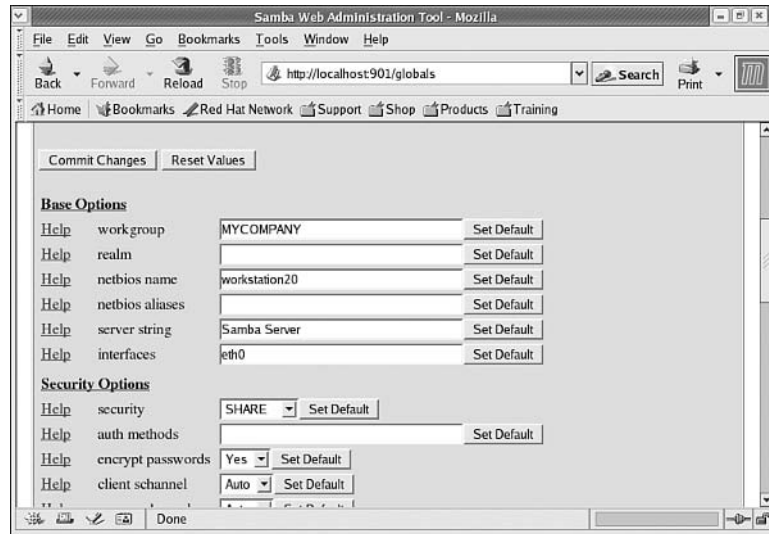 Samba Web Administration Tool - Mozilla
File Edit View Go Bookmarks Tools Window Help
Back Forward Reload Stop http://localhost:901/globals Search Print
Home Bookmarks Red Hat Network Support Shop Products Training
Commit Changes Reset Values
Base Options
Help workgroup MYCOMPANY Set Default
Help realm Set Default
Help netbios name workstation20 Set Default
Help netbios aliases Set Default
Help server string Samba Server Set Default
Help interfaces eth0 Set Default
Security Options
Help security SHARE Set Default
Help auth methods Set Default
Help encrypt passwords Yes Set Default
Help client schannel Auto Set Default
Done